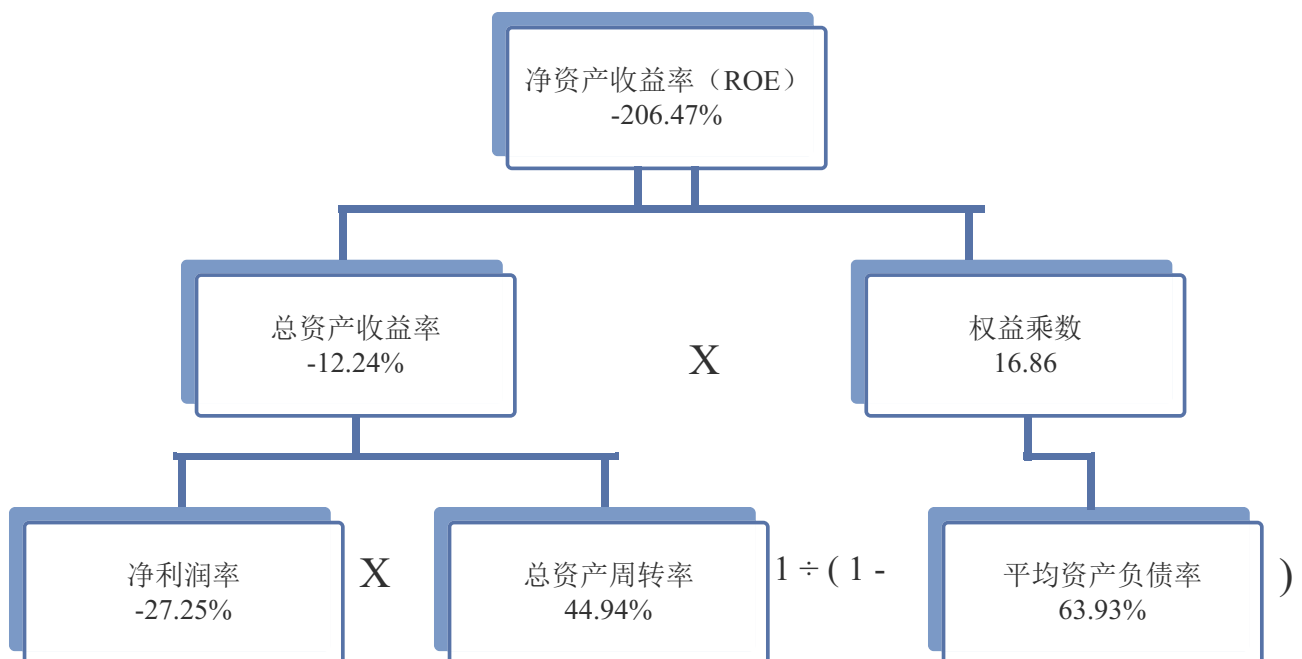 净资产收益率（ROE）
-206.47%
总资产收益率
-12.24%
X
权益乘数
16.86
净利润率
-27.25%
X
总资产周转率
44.94%
1 ÷ ( 1 -
平均资产负债率
63.93%
)